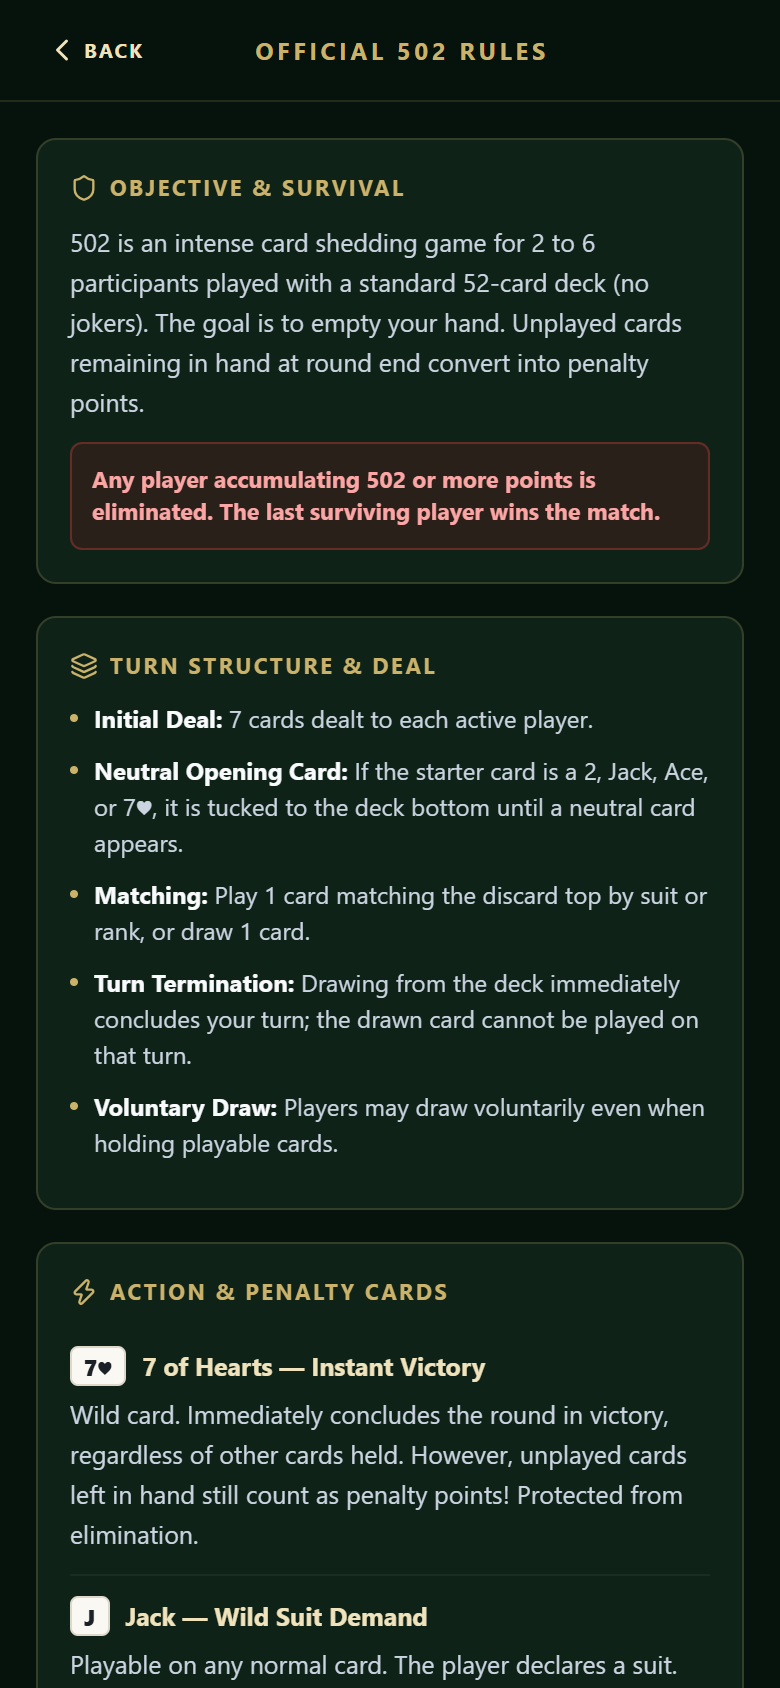 BACK
OFFICIAL 502 RULES
OBJECTIVE & SURVIVAL
502 is an intense card shedding game for 2 to 6
participants played with a standard 52-card deck (no
jokers). The goal is to empty your hand. Unplayed cards
remaining in hand at round end convert into penalty
points.
Any player accumulating 502 or more points is
eliminated. The last surviving player wins the match.
TURN STRUCTURE & DEAL
• Initial Deal: 7 cards dealt to each active player.
• Neutral Opening Card: If the starter card is a 2, Jack, Ace,
or 7♥, it is tucked to the deck bottom until a neutral card
appears.
• Matching: Play 1 card matching the discard top by suit or
rank, or draw 1 card.
• Turn Termination: Drawing from the deck immediately
concludes your turn; the drawn card cannot be played on
that turn.
• Voluntary Draw: Players may draw voluntarily even when
holding playable cards.
ACTION & PENALTY CARDS
7♥ 7 of Hearts — Instant Victory
Wild card. Immediately concludes the round in victory,
regardless of other cards held. However, unplayed cards
left in hand still count as penalty points! Protected from
elimination.
J Jack — Wild Suit Demand
Playable on any normal card. The player declares a suit.